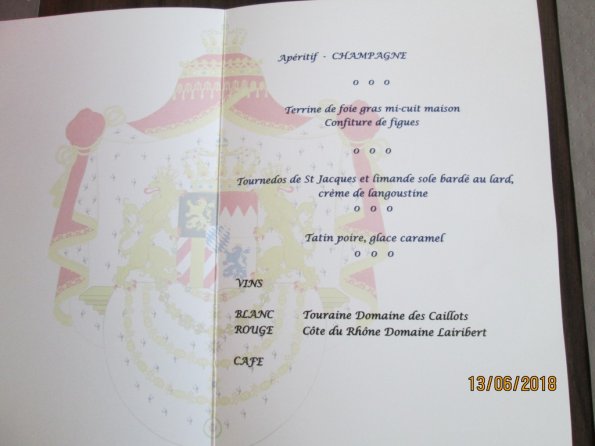 Apéritif - CHAMPAGNE
o o o
Terrine de foie gras mi-cuit maison
Confiture de figues
o o o
Tournedos de St Jacques et limande sole bardé au lard,
crème de langoustine
o o o
Tatin poire, glace caramel
o o o
VINS
BLANC Touraine Domaine des Caillots
ROUGE Côte du Rhône Domaine Lairibert
CAFE
13/06/2018